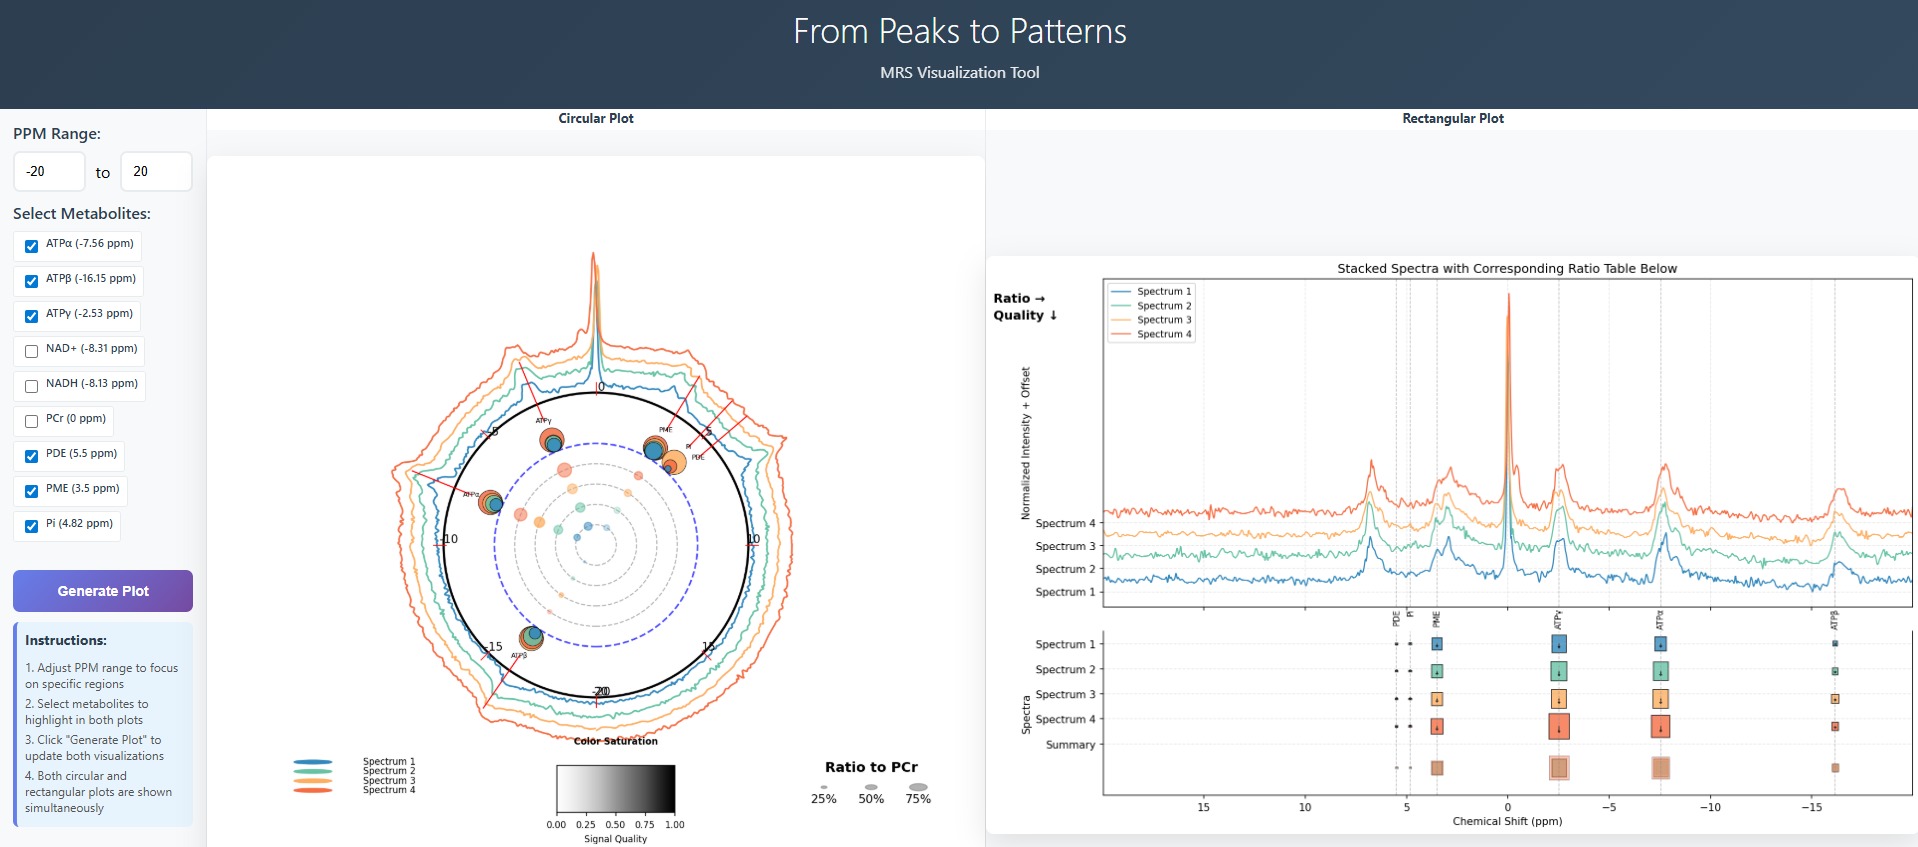 From Peaks to Patterns
MRS Visualization Tool
PPM Range:
-20 to 20
Select Metabolites:
ATPα (-7.56 ppm)
ATPβ (-16.15 ppm)
ATPγ (-2.53 ppm)
NAD+ (-8.31 ppm)
NADH (-8.13 ppm)
PCr (0 ppm)
PDE (5.5 ppm)
PME (3.5 ppm)
Pi (4.82 ppm)
Generate Plot
Instructions:
1. Adjust PPM range to focus
on specific regions
2. Select metabolites to
highlight in both plots
3. Click "Generate Plot" to
update both visualizations
4. Both circular and
rectangular plots are shown
simultaneously
Circular Plot
0
ATPγ
PME
-5
5
Pi
PDE
ATPα
-10
10
-15
15
ATPβ
-20
20
Spectrum 1
Spectrum 2
Spectrum 3
Spectrum 4
Color Saturation
0.00 0.25 0.50 0.75 1.00
Signal Quality
Ratio to PCr
25% 50% 75%
Rectangular Plot
Stacked Spectra with Corresponding Ratio Table Below
Ratio →
Quality ↓
Spectrum 1
Spectrum 2
Spectrum 3
Spectrum 4
Normalized Intensity + Offset
Spectrum 4
Spectrum 3
Spectrum 2
Spectrum 1
PDE
Pi
PME
ATPγ
ATPα
ATPβ
Spectra
Spectrum 1
Spectrum 2
Spectrum 3
Spectrum 4
Summary
15 10 5 0 −5 −10 −15
Chemical Shift (ppm)